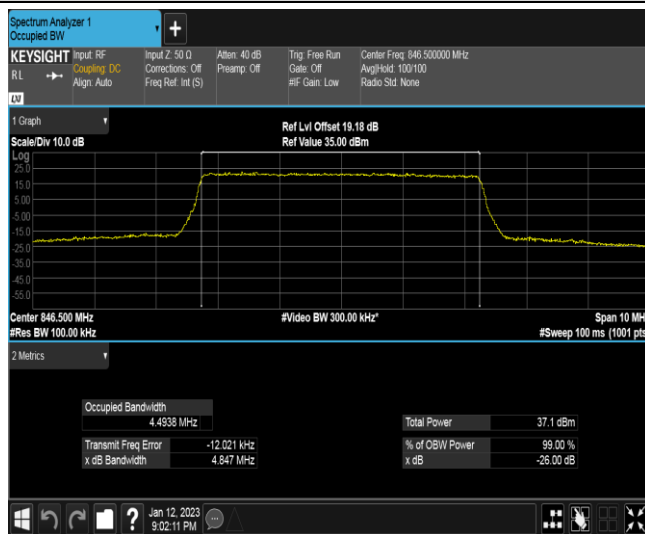 Spectrum Analyzer 1
Occupied BW
+
KEYSIGHT
RL
LXI
Input: RF
Coupling: DC
Align: Auto
Input Z: 50 Ω
Corrections: Off
Freq Ref: Int (S)
Atten: 40 dB
Preamp: Off
Trig: Free Run
Gate: Off
#IF Gain: Low
Center Freq: 846.500000 MHz
Avg|Hold: 100/100
Radio Std: None
1 Graph
Scale/Div 10.0 dB
Ref Lvl Offset 19.18 dB
Ref Value 35.00 dBm
Log
25.0
15.0
5.00
-5.00
-15.0
-25.0
-35.0
-45.0
-55.0
Center 846.500 MHz
#Video BW 300.00 kHz*
Span 10 MH
#Res BW 100.00 kHz
#Sweep 100 ms (1001 pts
2 Metrics
Occupied Bandwidth
4.4938 MHz
Total Power 37.1 dBm
Transmit Freq Error -12.021 kHz
% of OBW Power 99.00 %
x dB Bandwidth 4.847 MHz
x dB -26.00 dB
?
Jan 12, 2023
9:02:11 PM